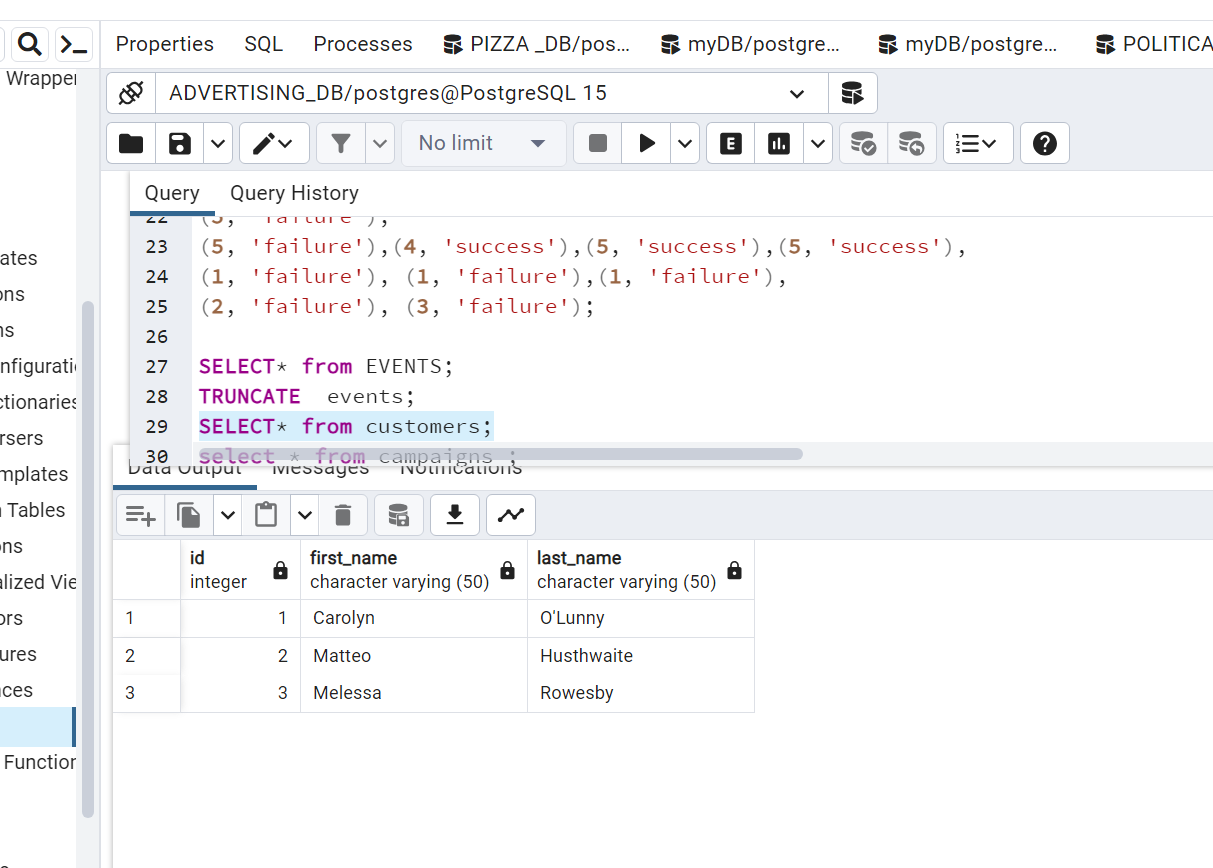 Properties SQL Processes PIZZA _DB/pos... myDB/postgre... myDB/postgre... POLITICA
Wrapper
ADVERTISING_DB/postgres@PostgreSQL 15
No limit
E
Query Query History
22 (5, 'failure'),
23 (5, 'failure'),(4, 'success'),(5, 'success'),(5, 'success'),
24 (1, 'failure'), (1, 'failure'),(1, 'failure'),
25 (2, 'failure'), (3, 'failure');
26
27 SELECT* from EVENTS;
28 TRUNCATE  events;
29 SELECT* from customers;
30 select * from campaigns ;
ates
ons
ns
nfiguratio
ctionaries
rsers
mplates
n Tables
ons
alized Vie
ors
ures
nces
Function
Data Output Messages Notifications
id first_name last_name
integer character varying (50) character varying (50)
1 1 Carolyn O'Lunny
2 2 Matteo Husthwaite
3 3 Melessa Rowesby